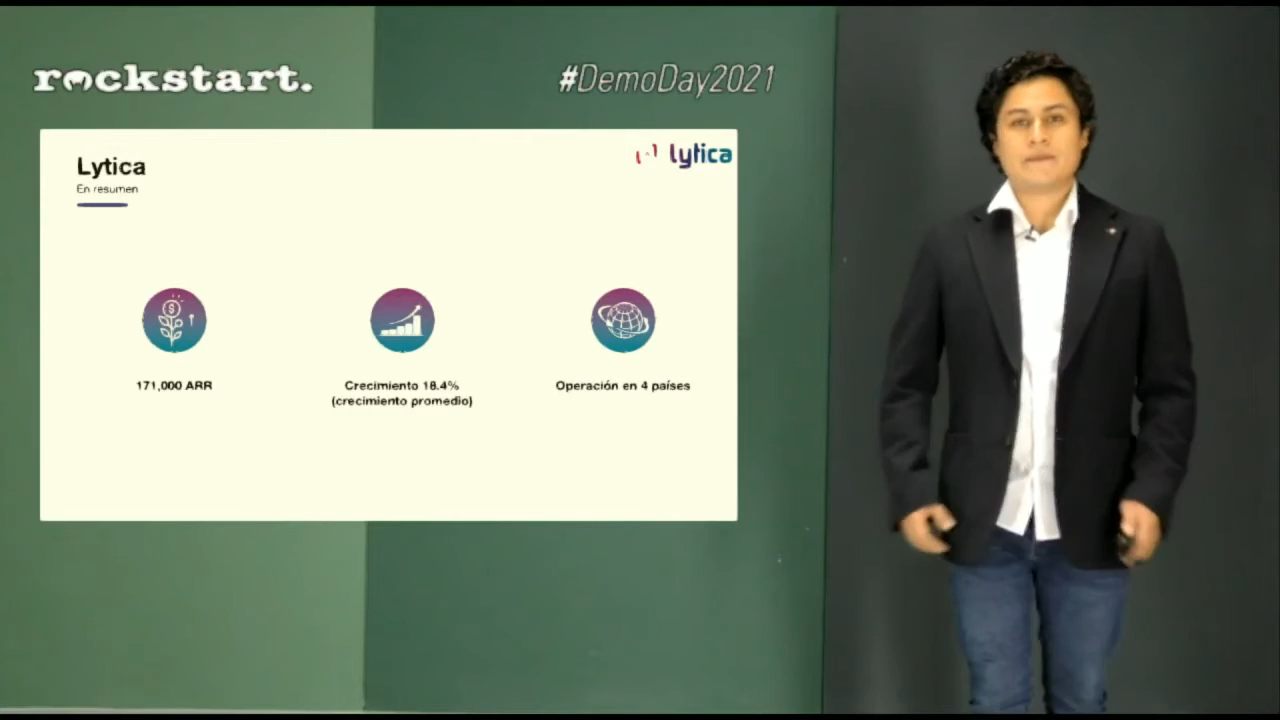 rockstart.
#DemoDay2021
Lytica
lytica
En resumen
171,000 ARR
Crecimiento 18.4%
(crecimiento promedio)
Operación en 4 países